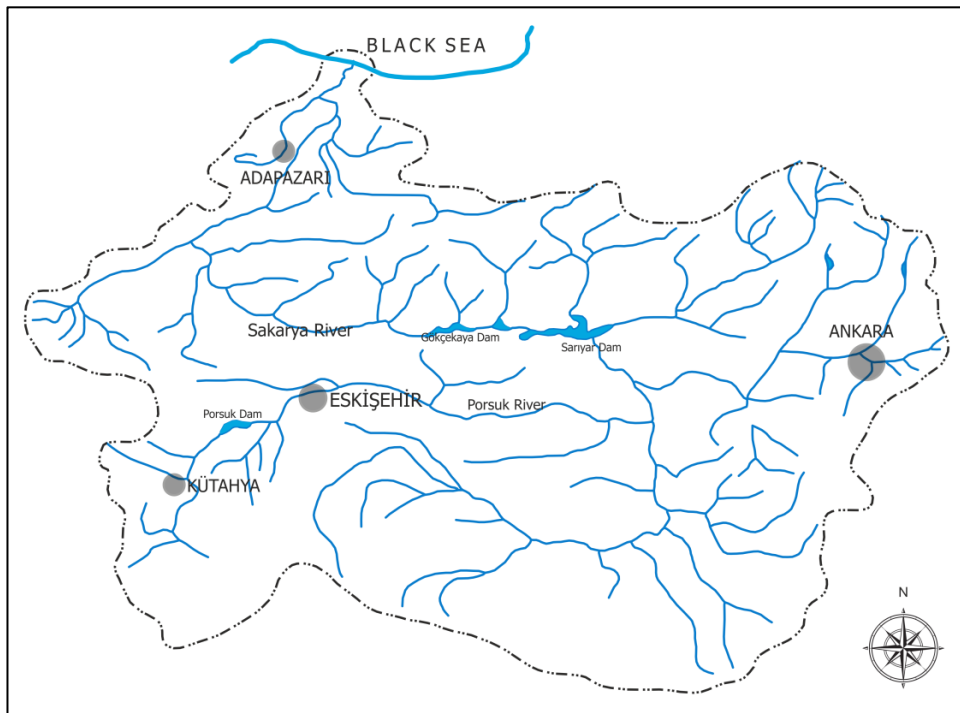 BLACK SEA
ADAPAZARI
Sakarya River
Gökçekaya Dam
Sarıyar Dam
ANKARA
ESKİŞEHİR
Porsuk River
Porsuk Dam
KÜTAHYA
N